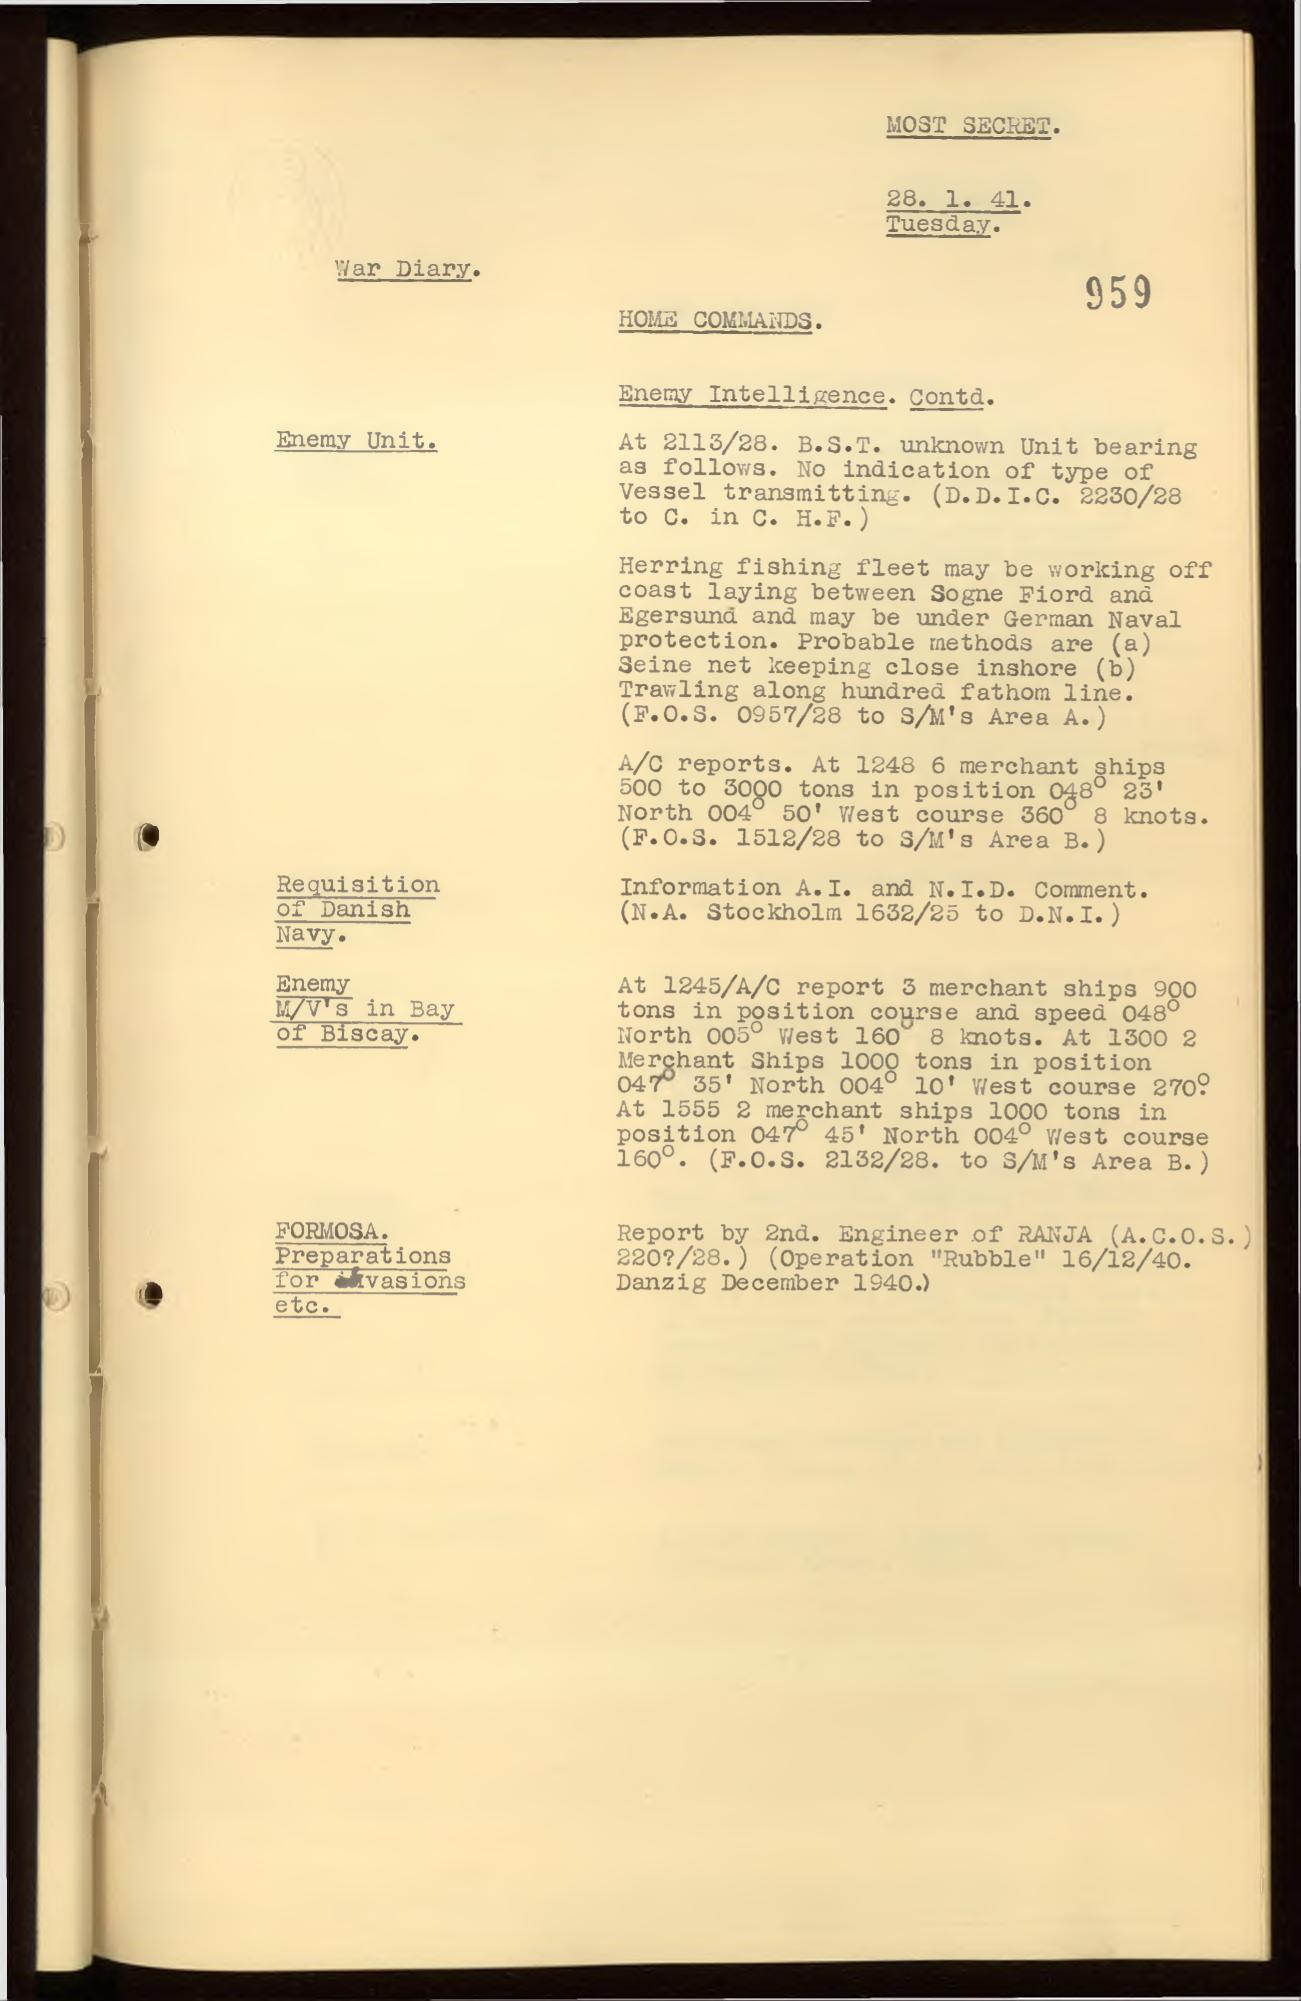 MOST SECRET.
28. 1. 41.
Tuesday.
War Diary.
959
HOME COMMANDS.
Enemy Intelligence. Contd.
Enemy Unit.
At 2113/28. B.S.T. unknown Unit bearing
as follows. No indication of type of
Vessel transmitting. (D.D.I.C. 2230/28
to C. in C. H.F.)
Herring fishing fleet may be working off
coast laying between Sogne Fiord and
Egersund and may be under German Naval
protection. Probable methods are (a)
Seine net keeping close inshore (b)
Trawling along hundred fathom line.
(F.O.S. 0957/28 to S/M's Area A.)
A/C reports. At 1248 6 merchant ships
500 to 3000 tons in position 048° 23'
North 004° 50' West course 360° 8 knots.
(F.O.S. 1512/28 to S/M's Area B.)
Requisition
of Danish
Navy.
Information A.I. and N.I.D. Comment.
(N.A. Stockholm 1632/25 to D.N.I.)
Enemy
M/V's in Bay
of Biscay.
At 1245/A/C report 3 merchant ships 900
tons in position course and speed 048°
North 005° West 160° 8 knots. At 1300 2
Merchant Ships 1000 tons in position
047° 35' North 004° 10' West course 270°.
At 1555 2 merchant ships 1000 tons in
position 047° 45' North 004° West course
160°. (F.O.S. 2132/28. to S/M's Area B.)
FORMOSA.
Preparations
for invasions
etc.
Report by 2nd. Engineer of RANJA (A.C.O.S.)
220?/28.) (Operation "Rubble" 16/12/40.
Danzig December 1940.)